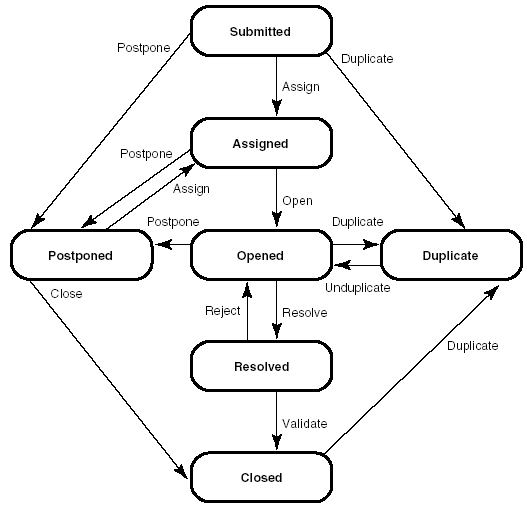 Submitted
Postpone
Duplicate
Assign
Assigned
Postpone
Assign
Open
Postpone
Duplicate
Postponed
Opened
Duplicate
Unduplicate
Close
Reject
Resolve
Duplicate
Resolved
Validate
Closed